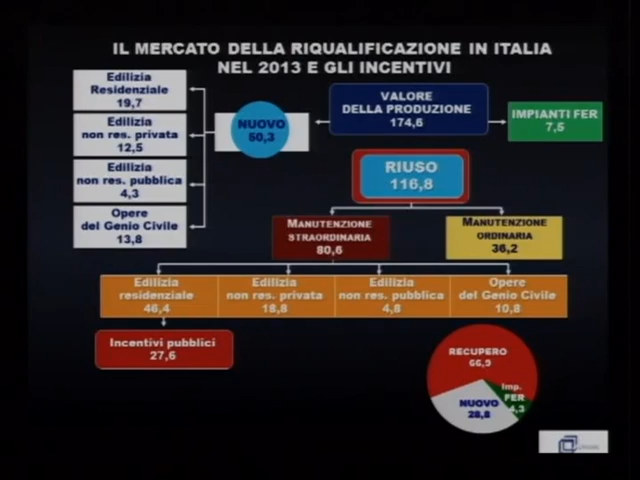 IL MERCATO DELLA RIQUALIFICAZIONE IN ITALIA
NEL 2013 E GLI INCENTIVI
Edilizia
Residenziale
19,7
Edilizia
non res. privata
12,5
Edilizia
non res. pubblica
4,3
Opere
del Genio Civile
13,8
NUOVO
50,3
VALORE
DELLA PRODUZIONE
174,6
IMPIANTI FER
7,5
RIUSO
116,8
MANUTENZIONE
STRAORDINARIA
80,6
MANUTENZIONE
ORDINARIA
36,2
Edilizia
residenziale
46,4
Edilizia
non res. privata
18,8
Edilizia
non res. pubblica
4,8
Opere
del Genio Civile
10,8
Incentivi pubblici
27,6
RECUPERO
66,9
Imp.
FER
4,3
NUOVO
28,8